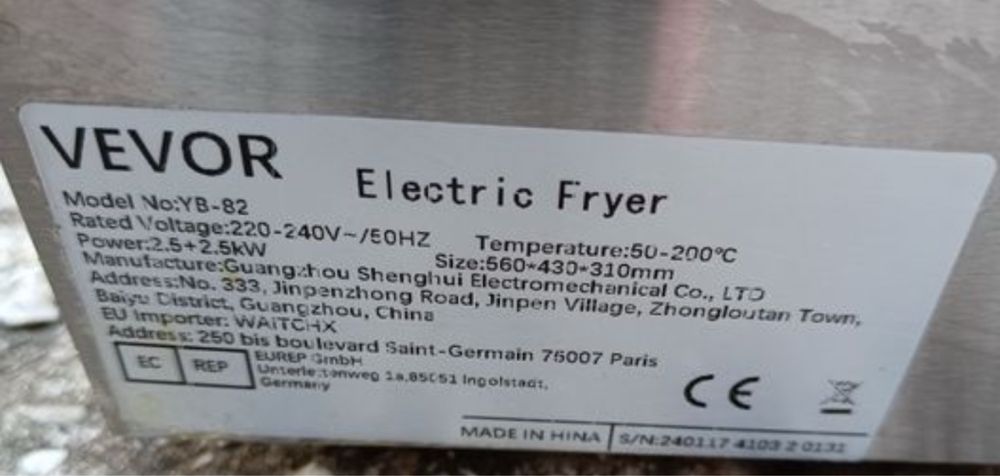 VEVOR
Electric Fryer
Model No:YB-82
Rated Voltage:220-240V~/50HZ Temperature:50-200°C
Power:2.5+2.5kW Size:560*430*310mm
Manufacture:Guangzhou Shenghui Electromechanical Co., LTD
Address:No. 333, Jinpenzhong Road, Jinpen Village, Zhongloutan Town,
Baiyu District, Guangzhou, China
EU Importer: WAITCHX
Address: 250 bis boulevard Saint-Germain 75007 Paris
EC REP
EUREP GmbH
1a,85051 Ingolstadt,
Germany
CE
MADE IN HINA
S/N:240117 4103 2 0131